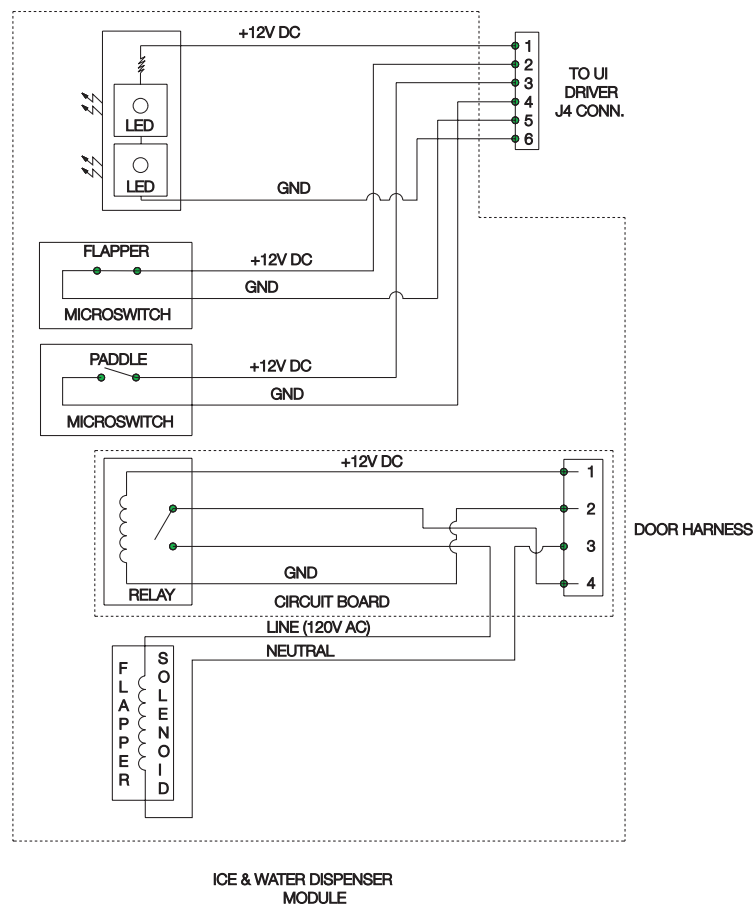 +12V DC
1
2
3
4
5
6
TO UI
DRIVER
J4 CONN.
LED
LED
GND
FLAPPER
+12V DC
GND
MICROSWITCH
PADDLE
+12V DC
GND
MICROSWITCH
+12V DC
1
2
3
4
DOOR HARNESS
GND
RELAY
CIRCUIT BOARD
LINE (120V AC)
NEUTRAL
FLAPPER
SOLENOID
ICE & WATER DISPENSER
MODULE